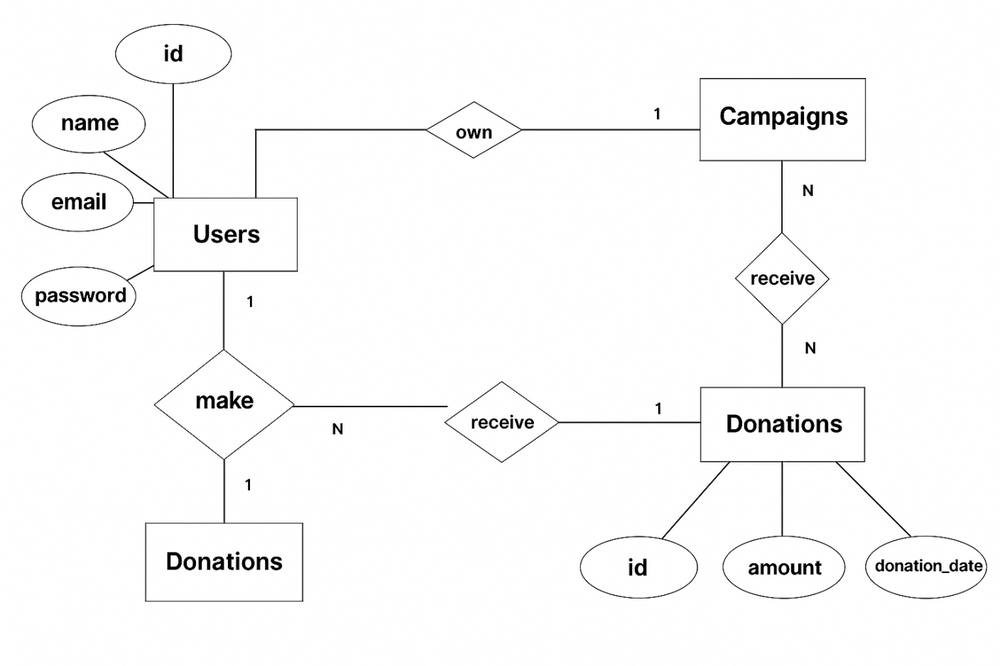 id
name
Campaigns
1
own
N
email
Users
password
1
receive
N
make
1
receive
Donations
N
1
Donations
id
amount
donation_date